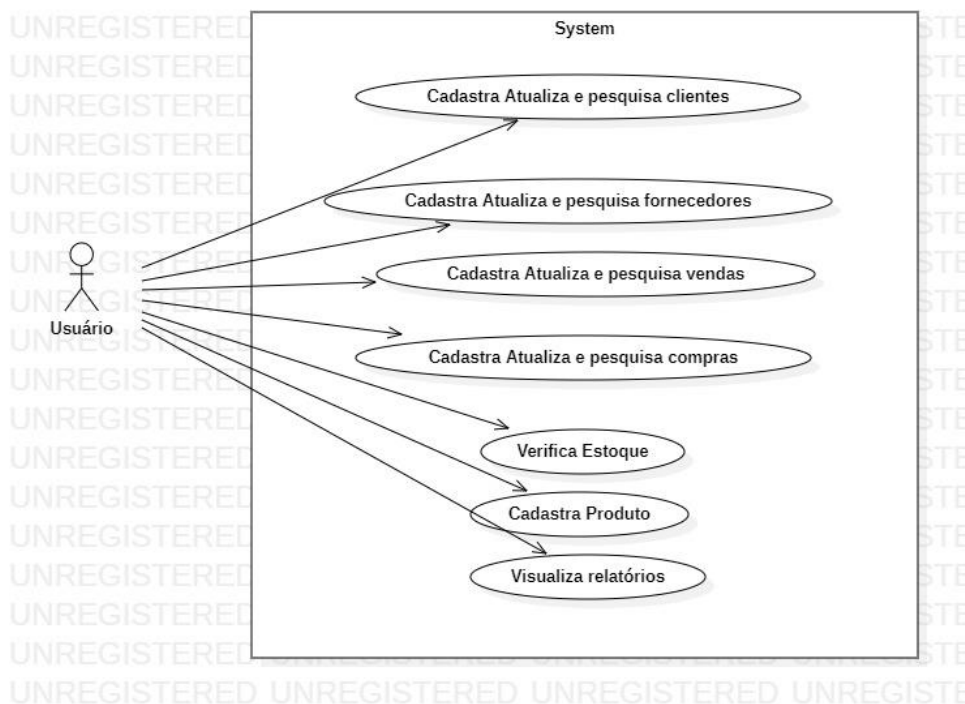 System
Cadastra Atualiza e pesquisa clientes
Cadastra Atualiza e pesquisa fornecedores
Cadastra Atualiza e pesquisa vendas
Usuário
Cadastra Atualiza e pesquisa compras
Verifica Estoque
Cadastra Produto
Visualiza relatórios
UNREGISTERED UNREGISTERED UNREGISTERED UNREGISTE